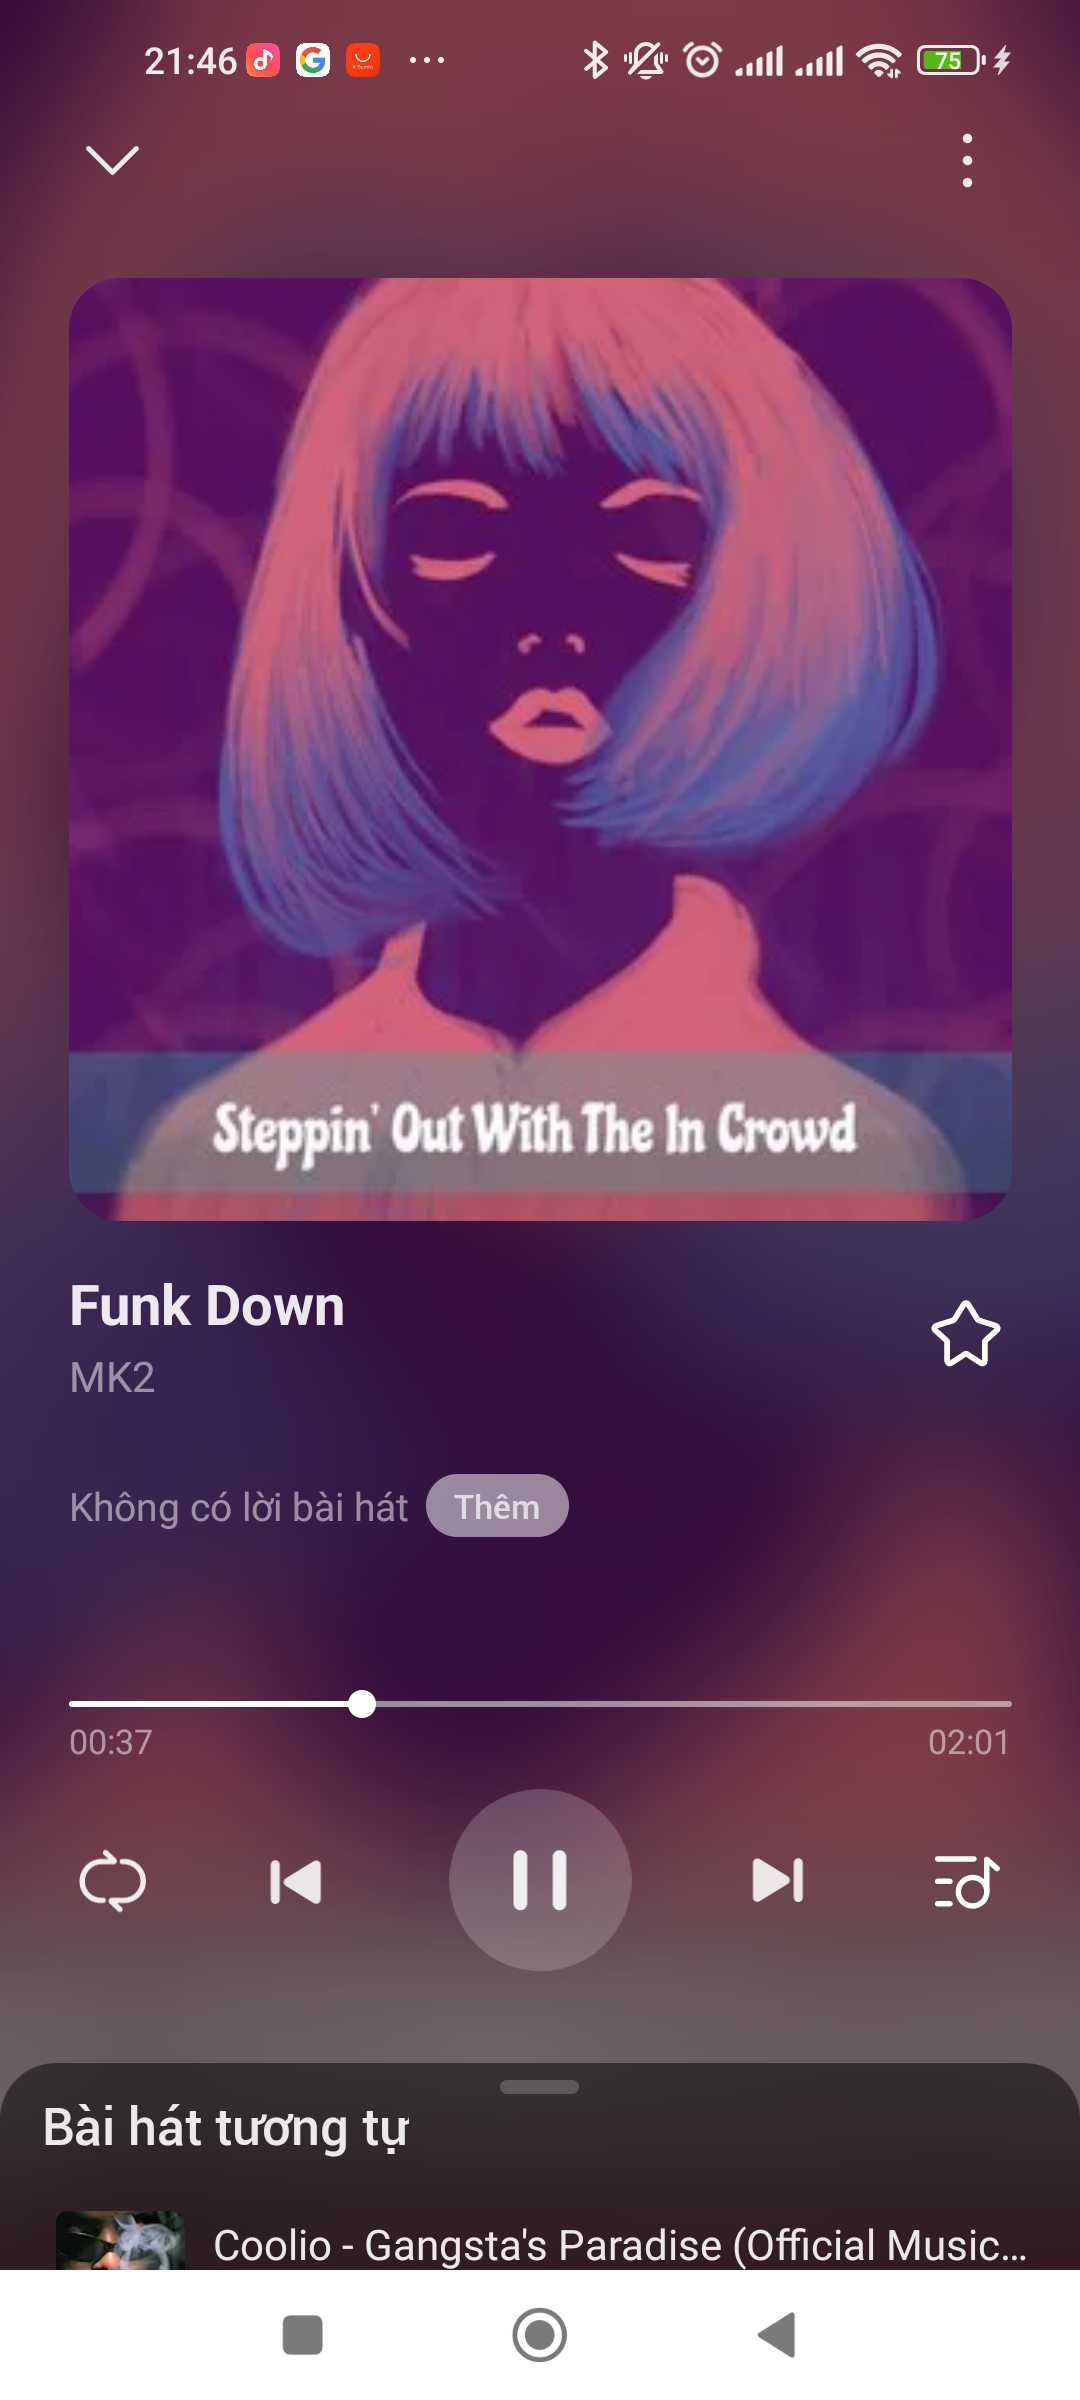 21:46
75
Steppin' Out With The In Crowd
Funk Down
MK2
Không có lời bài hát Thêm
00:37 02:01
Bài hát tương tự
Coolio - Gangsta's Paradise (Official Music...